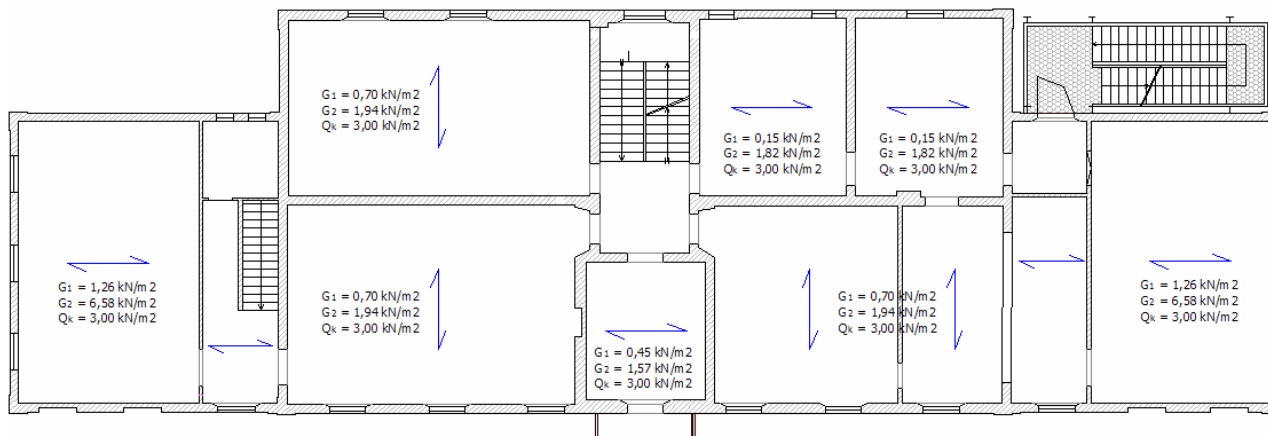 G1 = 0,70 kN/m2
G2 = 1,94 kN/m2
Qk = 3,00 kN/m2
G1 = 0,15 kN/m2
G2 = 1,82 kN/m2
Qk = 3,00 kN/m2
G1 = 0,15 kN/m2
G2 = 1,82 kN/m2
Qk = 3,00 kN/m2
G1 = 1,26 kN/m2
G2 = 6,58 kN/m2
Qk = 3,00 kN/m2
G1 = 0,70 kN/m2
G2 = 1,94 kN/m2
Qk = 3,00 kN/m2
G1 = 0,45 kN/m2
G2 = 1,57 kN/m2
Qk = 3,00 kN/m2
G1 = 0,70 kN/m2
G2 = 1,94 kN/m2
Qk = 3,00 kN/m2
G1 = 1,26 kN/m2
G2 = 6,58 kN/m2
Qk = 3,00 kN/m2